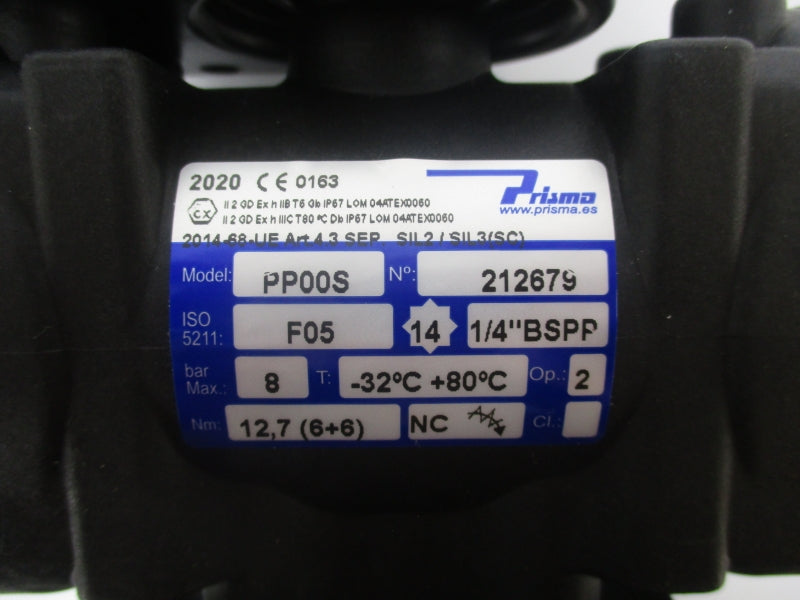 2020 CE 0163
Prisma
Ex II 2 GD Ex h IIB T6 Gb IP67 LOM 04ATEX0060
II 2 GD Ex h IIIC T80 ºC Db IP67 LOM 04ATEX0060
www.prisma.es
2014-68-UE Art 4.3 SEP. SIL2 / SIL3(SC)
Model: PP00S Nº: 212679
ISO 5211: F05 14 1/4"BSPP
bar Max.: 8 T: -32ºC +80ºC Op.: 2
Nm: 12,7 (6+6) NC Cl.: